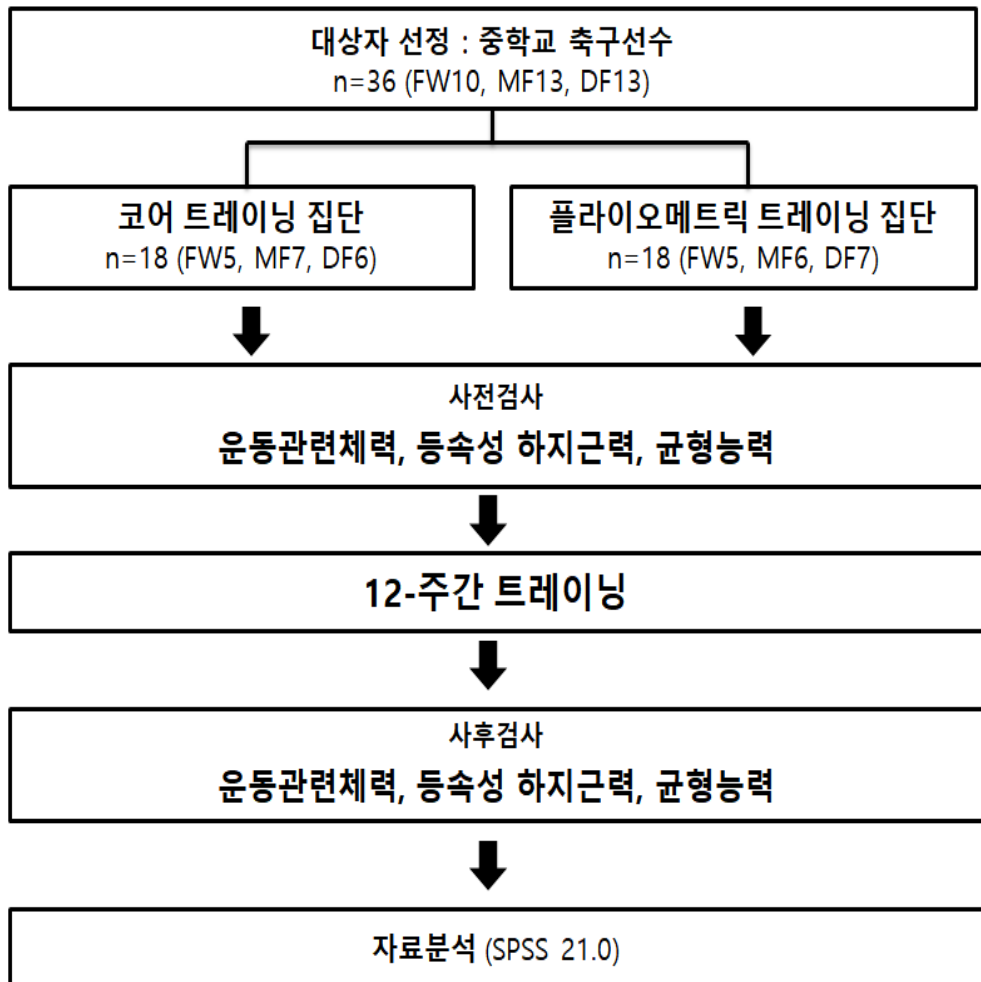 대상자 선정 : 중학교 축구선수
n=36 (FW10, MF13, DF13)
코어 트레이닝 집단
n=18 (FW5, MF7, DF6)
플라이오메트릭 트레이닝 집단
n=18 (FW5, MF6, DF7)
사전검사
운동관련체력, 등속성 하지근력, 균형능력
12-주간 트레이닝
사후검사
운동관련체력, 등속성 하지근력, 균형능력
자료분석 (SPSS 21.0)